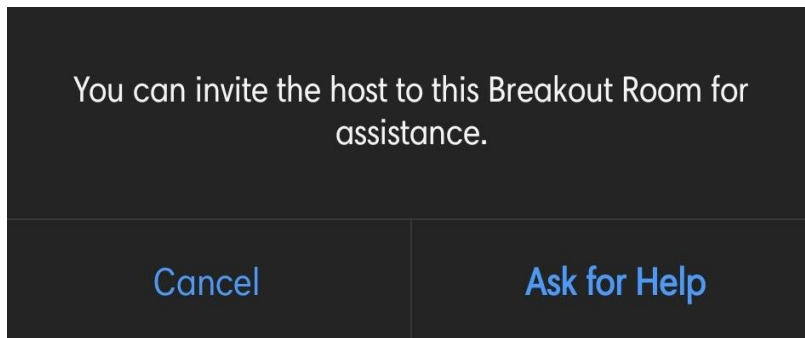 You can invite the host to this Breakout Room for
assistance.
Cancel
Ask for Help